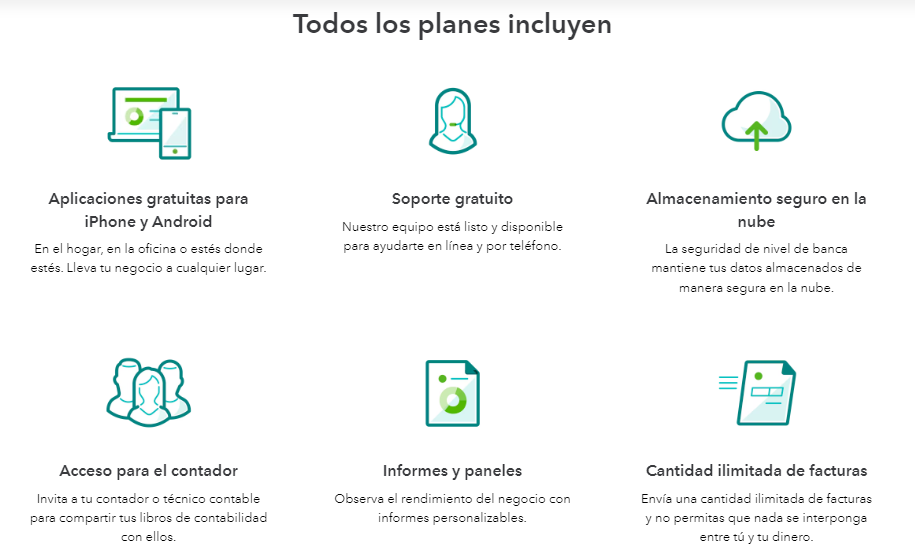 Todos los planes incluyen
Aplicaciones gratuitas para
iPhone y Android
En el hogar, en la oficina o estés donde
estés. Lleva tu negocio a cualquier lugar.
Soporte gratuito
Nuestro equipo está listo y disponible
para ayudarte en línea y por teléfono.
Almacenamiento seguro en la
nube
La seguridad de nivel de banca
mantiene tus datos almacenados de
manera segura en la nube.
Acceso para el contador
Invita a tu contador o técnico contable
para compartir tus libros de contabilidad
con ellos.
Informes y paneles
Observa el rendimiento del negocio con
informes personalizables.
Cantidad ilimitada de facturas
Envía una cantidad ilimitada de facturas
y no permitas que nada se interponga
entre tú y tu dinero.